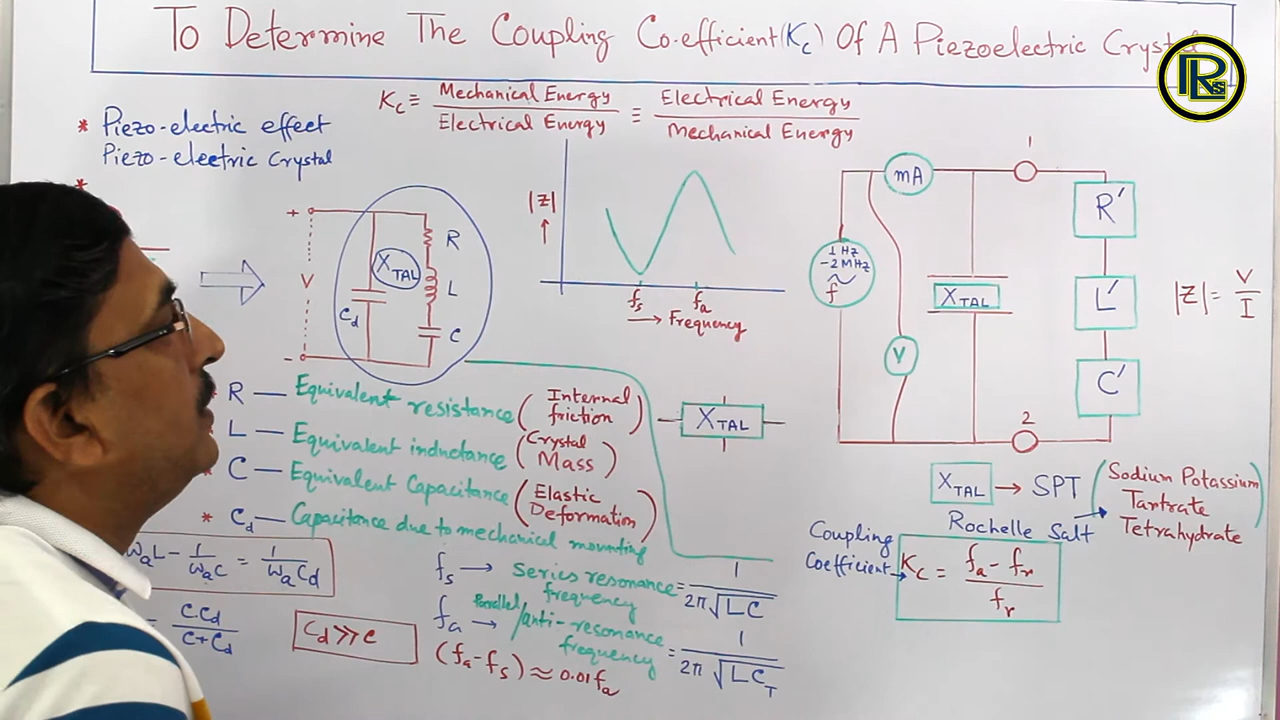 To Determine The Coupling Co-efficient (Kc) Of A Piezoelectric Crystal
RLs
Kc ≡ Mechanical Energy / Electrical Energy ≡ Electrical Energy / Mechanical Energy
* Piezo-electric effect
Piezo-electric Crystal
*
+
V
-
XTAL
Cd
R
L
C
|Z|
↑
fs
fa
→ Frequency
mA
1 Hz
-2MHz
f
V
XTAL
1
2
R'
L'
C'
|Z| = V/I
R — Equivalent resistance (Internal friction)
* L — Equivalent inductance (Crystal Mass)
* C — Equivalent Capacitance (Elastic Deformation)
* Cd — Capacitance due to mechanical mounting
XTAL
XTAL → SPT (Sodium Potassium
Tartrate
Tetrahydrate)
Rochelle Salt
ωaL - 1/ωaC = 1/ωaCd
= C.Cd / C+Cd
Cd >> C
fs → Series resonance frequency = 1 / 2π√LC
fa → Parallel/anti-resonance frequency = 1 / 2π√LCT
(fa - fs) ≈ 0.01 fa
Coupling
Coefficient → Kc = fa - fr / fr